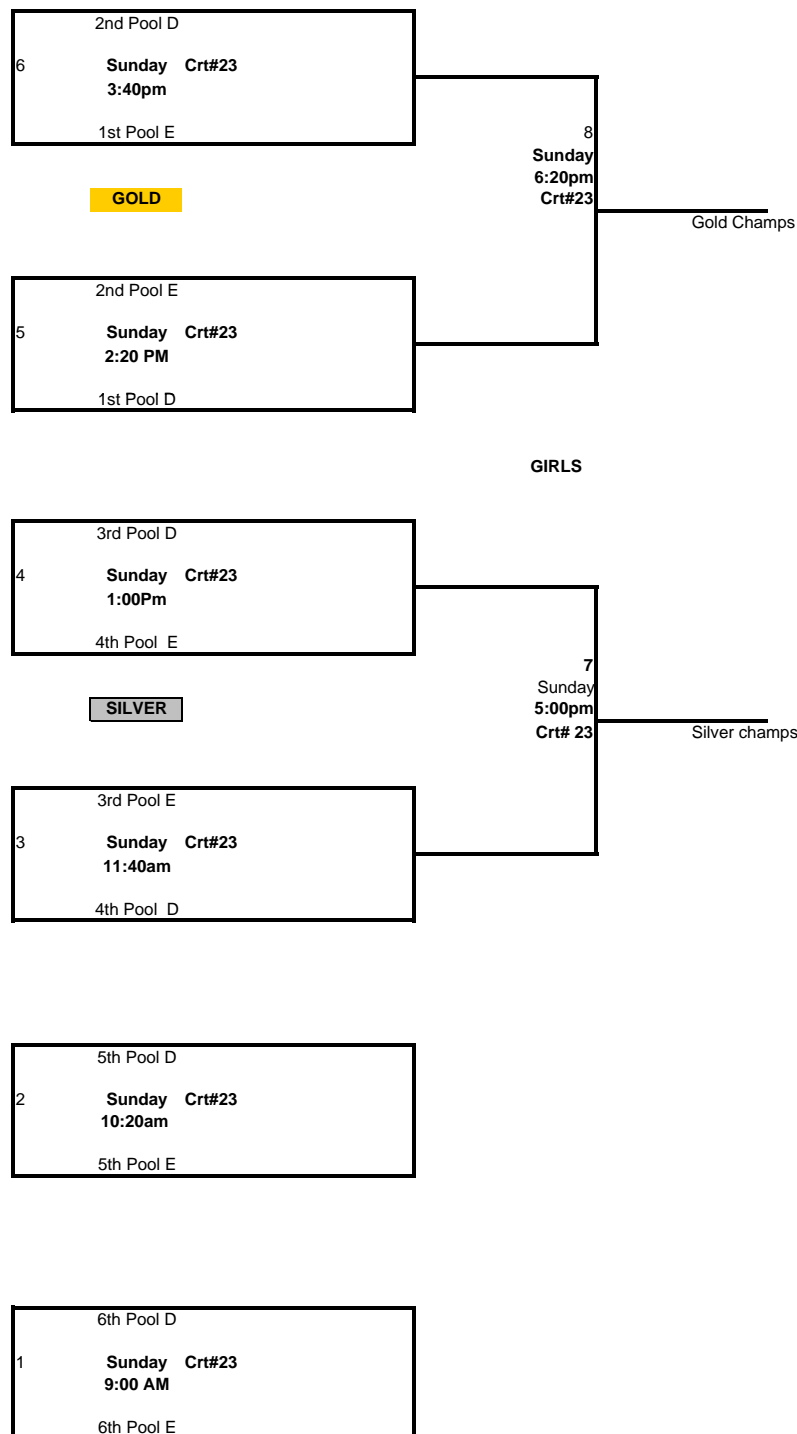 2nd Pool D
6 Sunday Crt#23
3:40pm
1st Pool E
8
Sunday
6:20pm
Crt#23
GOLD
Gold Champs
2nd Pool E
5 Sunday Crt#23
2:20 PM
1st Pool D
GIRLS
3rd Pool D
4 Sunday Crt#23
1:00Pm
4th Pool E
7
Sunday
5:00pm
Crt# 23
SILVER
Silver champs
3rd Pool E
3 Sunday Crt#23
11:40am
4th Pool D
5th Pool D
2 Sunday Crt#23
10:20am
5th Pool E
6th Pool D
1 Sunday Crt#23
9:00 AM
6th Pool E